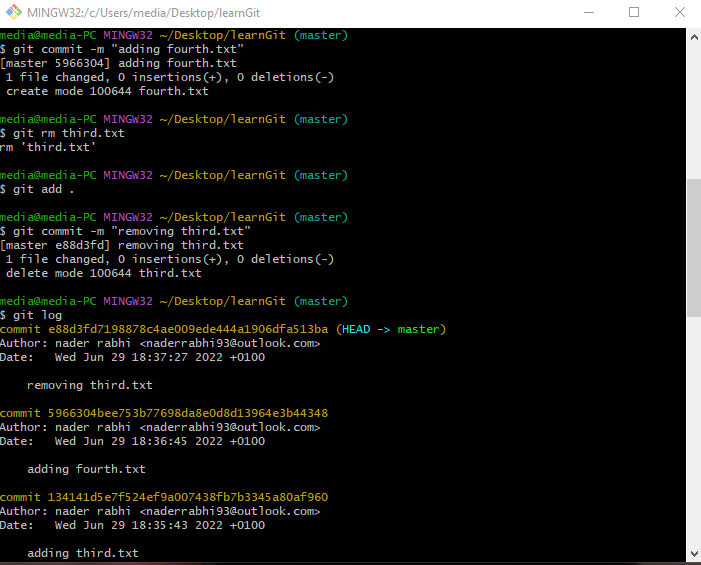 MINGW32:/c/Users/media/Desktop/learnGit
media@media-PC MINGW32 ~/Desktop/learnGit (master)
$ git commit -m "adding fourth.txt"
[master 5966304] adding fourth.txt
 1 file changed, 0 insertions(+), 0 deletions(-)
 create mode 100644 fourth.txt

media@media-PC MINGW32 ~/Desktop/learnGit (master)
$ git rm third.txt
rm 'third.txt'

media@media-PC MINGW32 ~/Desktop/learnGit (master)
$ git add .

media@media-PC MINGW32 ~/Desktop/learnGit (master)
$ git commit -m "removing third.txt"
[master e88d3fd] removing third.txt
 1 file changed, 0 insertions(+), 0 deletions(-)
 delete mode 100644 third.txt

media@media-PC MINGW32 ~/Desktop/learnGit (master)
$ git log
commit e88d3fd7198878c4ae009ede444a1906dfa513ba (HEAD -> master)
Author: nader rabhi <naderrabhi93@outlook.com>
Date:   Wed Jun 29 18:37:27 2022 +0100

    removing third.txt

commit 5966304bee753b77698da8e0d8d13964e3b44348
Author: nader rabhi <naderrabhi93@outlook.com>
Date:   Wed Jun 29 18:36:45 2022 +0100

    adding fourth.txt

commit 134141d5e7f524ef9a007438fb7b3345a80af960
Author: nader rabhi <naderrabhi93@outlook.com>
Date:   Wed Jun 29 18:35:43 2022 +0100

    adding third.txt